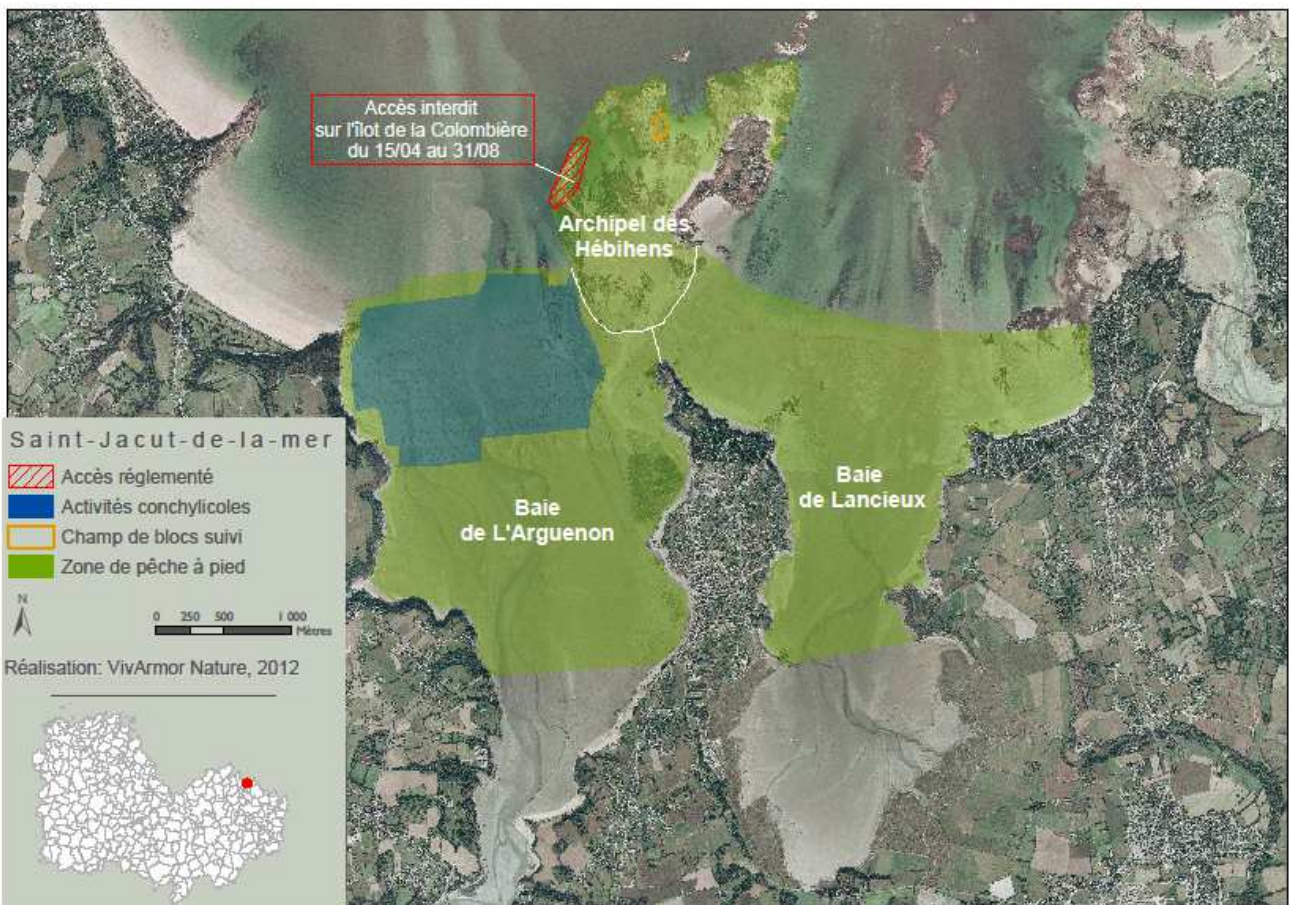 Accès interdit
sur l'îlot de la Colombière
du 15/04 au 31/08
Archipel des
Hébihens
Baie
de L'Arguenon
Baie
de Lancieux
Saint-Jacut-de-la-mer
Accès réglementé
Activités conchylicoles
Champ de blocs suivi
Zone de pêche à pied
N
0 250 500 1 000
Mètres
Réalisation: VivArmor Nature, 2012